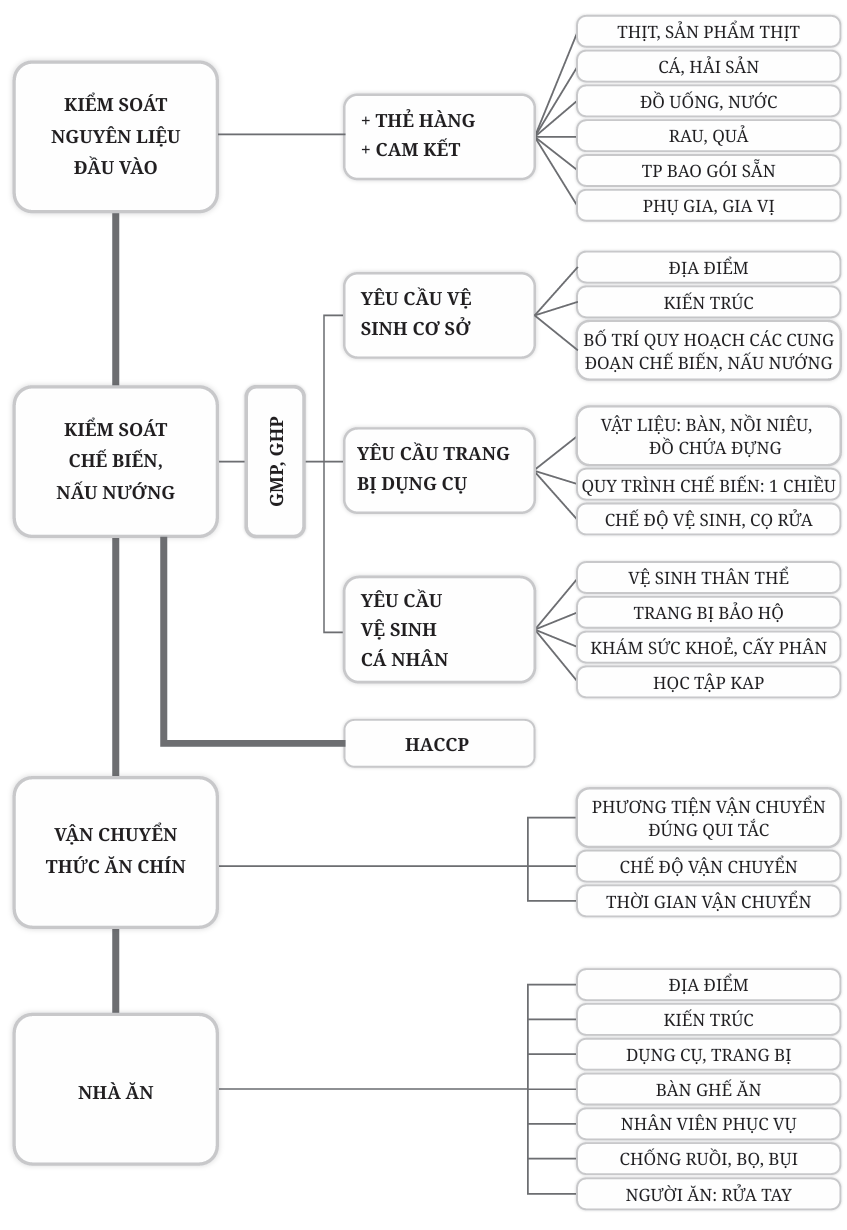 KIỂM SOÁT
NGUYÊN LIỆU
ĐẦU VÀO
+ THẺ HÀNG
+ CAM KẾT
THỊT, SẢN PHẨM THỊT
CÁ, HẢI SẢN
ĐỒ UỐNG, NƯỚC
RAU, QUẢ
TP BAO GÓI SẴN
PHỤ GIA, GIA VỊ
KIỂM SOÁT
CHẾ BIẾN,
NẤU NƯỚNG
GMP, GHP
YÊU CẦU VỆ
SINH CƠ SỞ
ĐỊA ĐIỂM
KIẾN TRÚC
BỐ TRÍ QUY HOẠCH CÁC CUNG
ĐOẠN CHẾ BIẾN, NẤU NƯỚNG
YÊU CẦU TRANG
BỊ DỤNG CỤ
VẬT LIỆU: BÀN, NỒI NIÊU,
ĐỒ CHỨA ĐỰNG
QUY TRÌNH CHẾ BIẾN: 1 CHIỀU
CHẾ ĐỘ VỆ SINH, CỌ RỬA
YÊU CẦU
VỆ SINH
CÁ NHÂN
VỆ SINH THÂN THỂ
TRANG BỊ BẢO HỘ
KHÁM SỨC KHOẺ, CẤY PHÂN
HỌC TẬP KAP
HACCP
VẬN CHUYỂN
THỨC ĂN CHÍN
PHƯƠNG TIỆN VẬN CHUYỂN
ĐÚNG QUI TẮC
CHẾ ĐỘ VẬN CHUYỂN
THỜI GIAN VẬN CHUYỂN
NHÀ ĂN
ĐỊA ĐIỂM
KIẾN TRÚC
DỤNG CỤ, TRANG BỊ
BÀN GHẾ ĂN
NHÂN VIÊN PHỤC VỤ
CHỐNG RUỒI, BỌ, BỤI
NGƯỜI ĂN: RỬA TAY